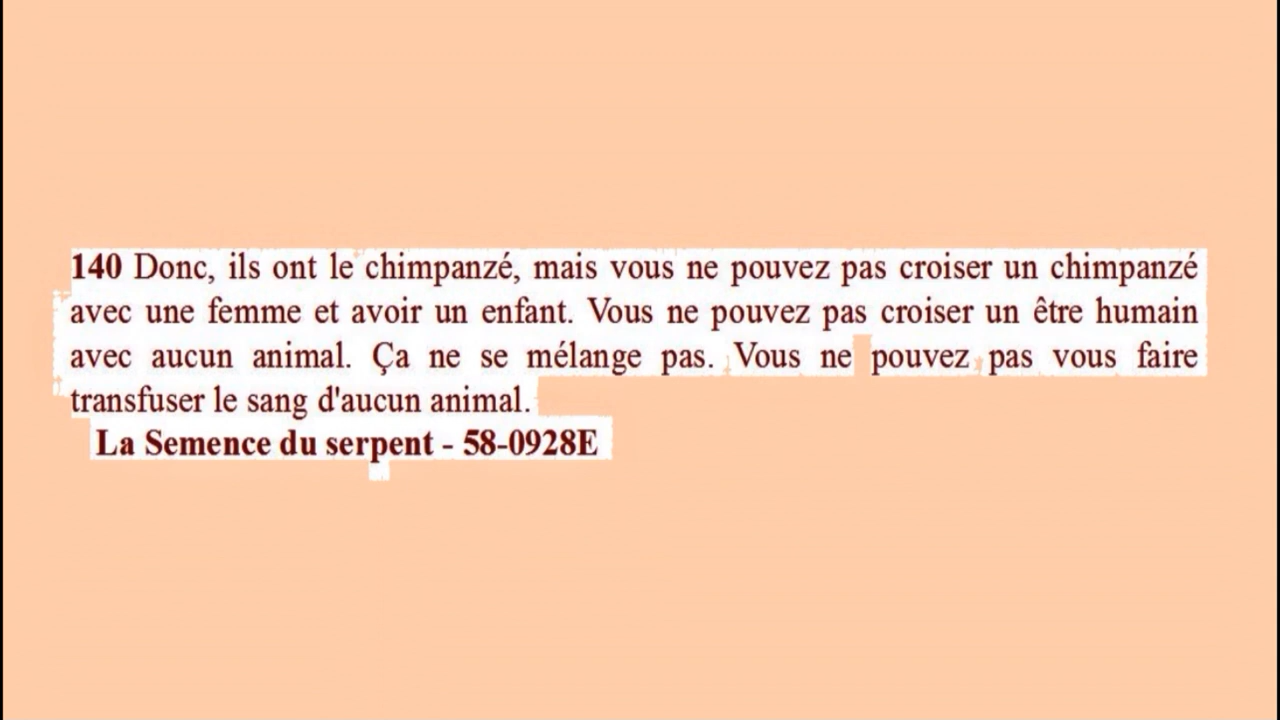 140 Donc, ils ont le chimpanzé, mais vous ne pouvez pas croiser un chimpanzé
avec une femme et avoir un enfant. Vous ne pouvez pas croiser un être humain
avec aucun animal. Ça ne se mélange pas. Vous ne pouvez pas vous faire
transfuser le sang d'aucun animal.
La Semence du serpent - 58-0928E